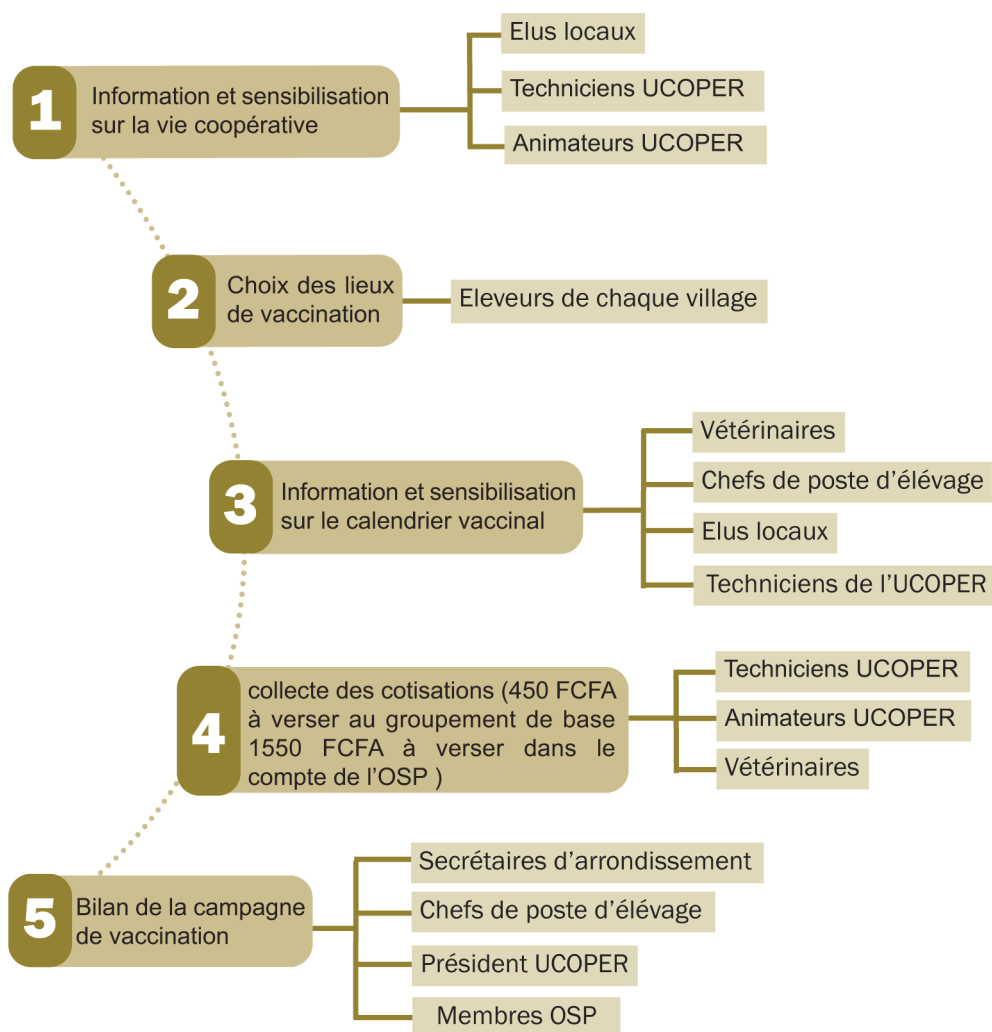 1
Information et sensibilisation
sur la vie coopérative
Elus locaux
Techniciens UCOPER
Animateurs UCOPER
2
Choix des lieux
de vaccination
Eleveurs de chaque village
3
Information et sensibilisation
sur le calendrier vaccinal
Vétérinaires
Chefs de poste d'élévage
Elus locaux
Techniciens de l'UCOPER
4
collecte des cotisations (450 FCFA
à verser au groupement de base
1550 FCFA à verser dans le
compte de l'OSP )
Techniciens UCOPER
Animateurs UCOPER
Vétérinaires
5
Bilan de la campagne
de vaccination
Secrétaires d'arrondissement
Chefs de poste d'élévage
Président UCOPER
Membres OSP